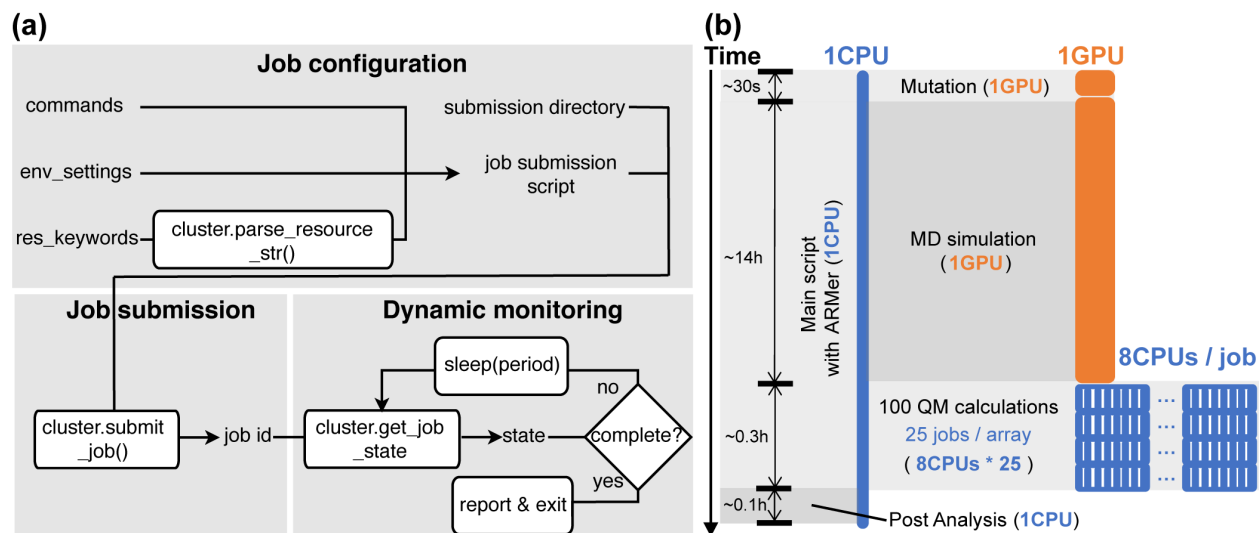 (a)
Job configuration
commands
submission directory
env_settings
job submission
script
res_keywords
cluster.parse_resource
_str()
Job submission
cluster.submit
_job()
job id
Dynamic monitoring
sleep(period)
no
cluster.get_job
_state
state
complete?
yes
report & exit
(b)
Time
1CPU
1GPU
~30s
Mutation (1GPU)
~14h
Main script
with ARMer (1CPU)
MD simulation
(1GPU)
8CPUs / job
~0.3h
100 QM calculations
25 jobs / array
(8CPUs * 25 )
...
...
...
...
~0.1h
Post Analysis (1CPU)